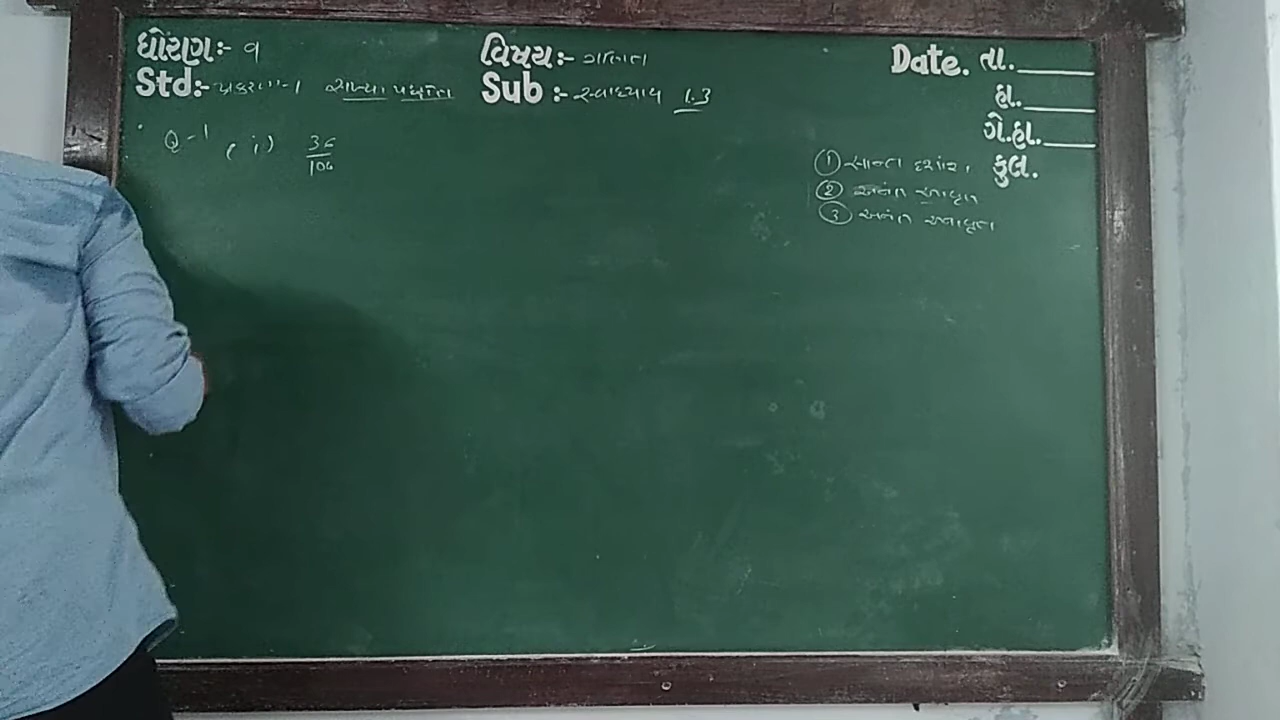 ધોરણ:- ૧ વિષય:- ગણિત Date. તા.
Std:- પ્રકરણ-1 સંખ્યા પદ્ધતિ Sub :- સ્વાધ્યાય 1.3 હા.
ગે.હા.
Q-1 (i) 36/100 કુલ.
① સાન્ત દશાંશ
② અનંત આવૃત
③ અનંત અનાવૃત